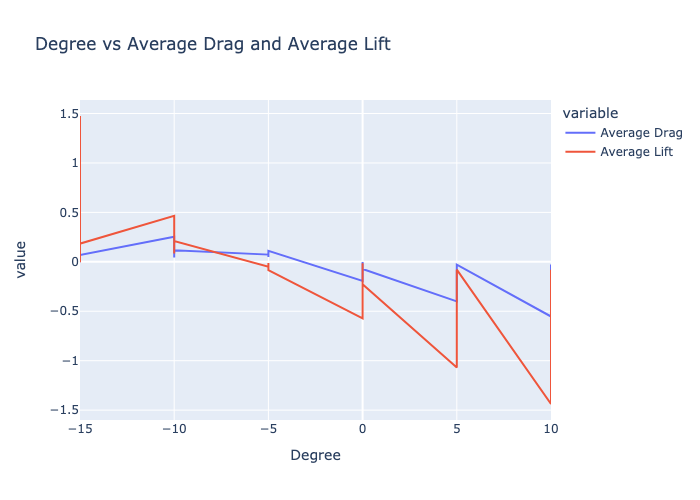 Degree vs Average Drag and Average Lift
variable
Average Drag
Average Lift
value
1.5
1
0.5
0
−0.5
−1
−1.5
−15
−10
−5
0
5
10
Degree